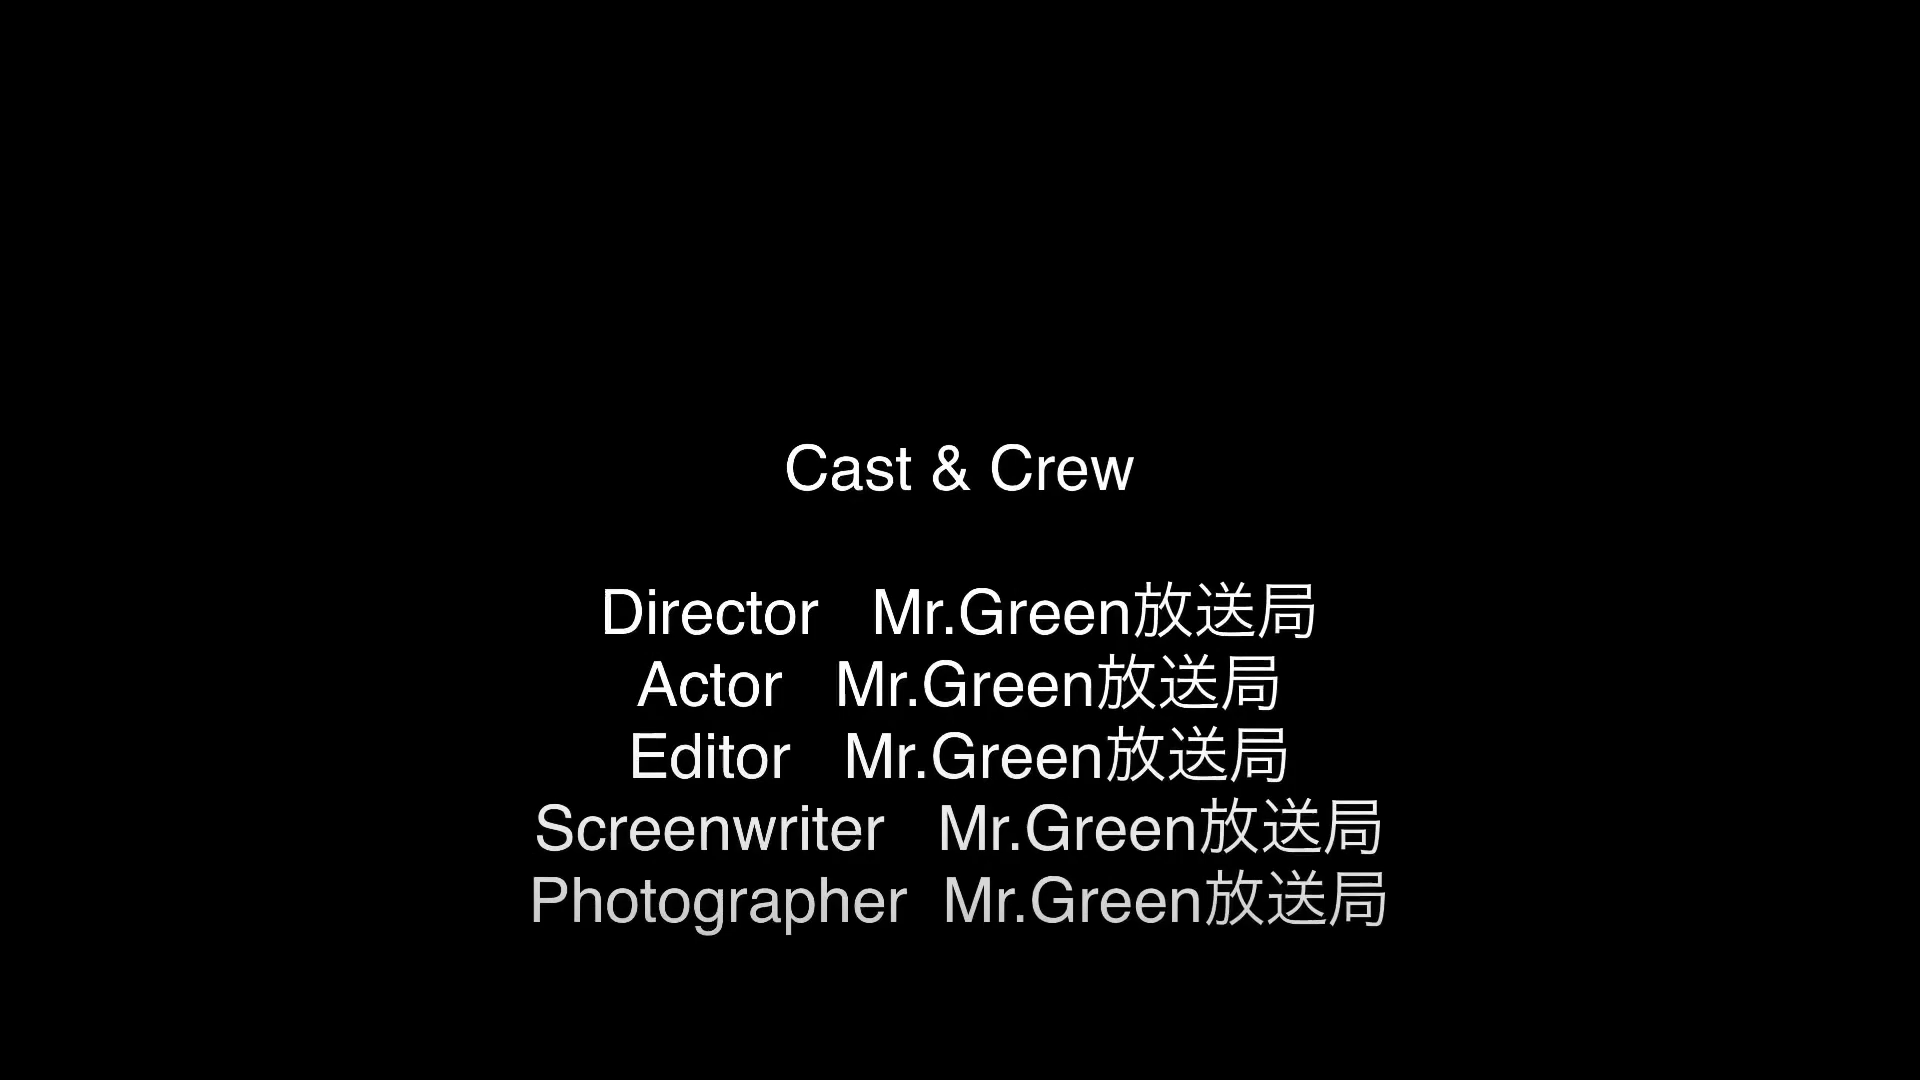 Cast & Crew
Director Mr.Green放送局
Actor Mr.Green放送局
Editor Mr.Green放送局
Screenwriter Mr.Green放送局
Photographer Mr.Green放送局